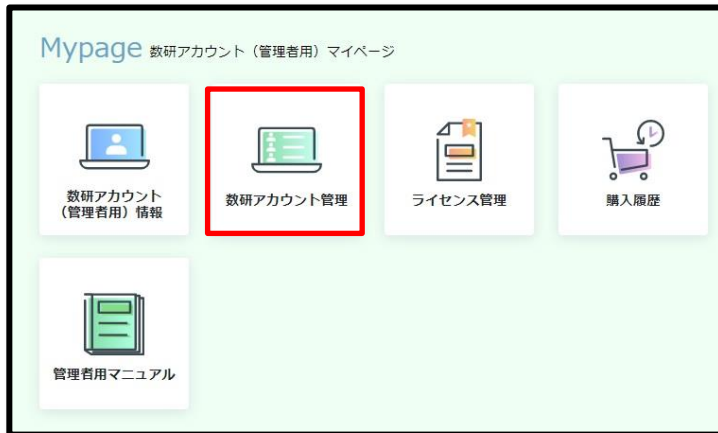 Mypage 数研アカウント（管理者用）マイページ
数研アカウント
（管理者用）情報
数研アカウント管理
ライセンス管理
購入履歴
管理者用マニュアル